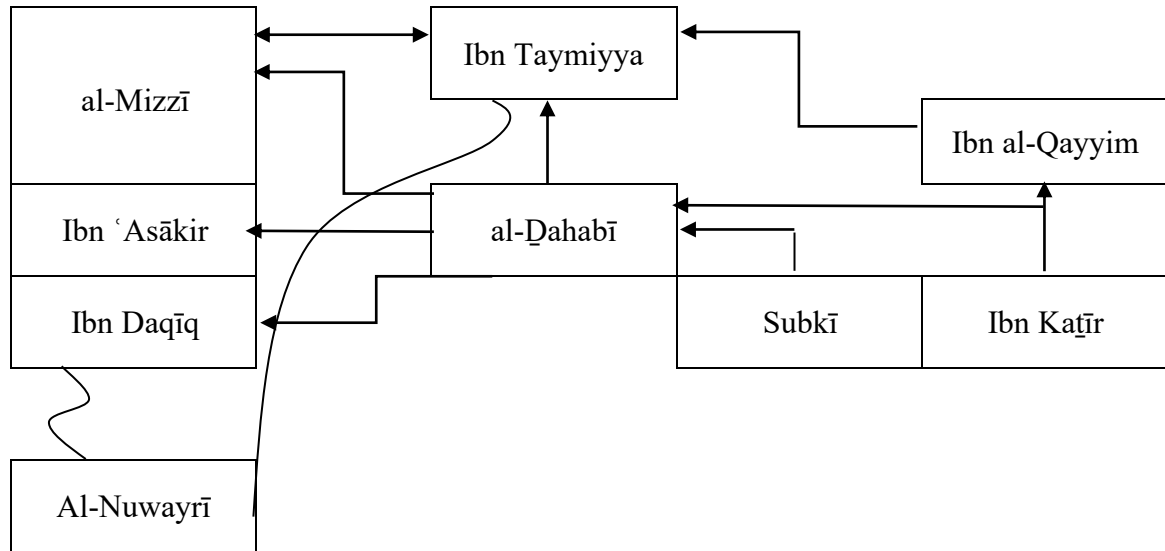 Ibn Taymiyya
al-Mizzī
Ibn al-Qayyim
Ibn ʿAsākir
al-Ḏahabī
Ibn Daqīq
Subkī
Ibn Kaṯīr
Al-Nuwayrī